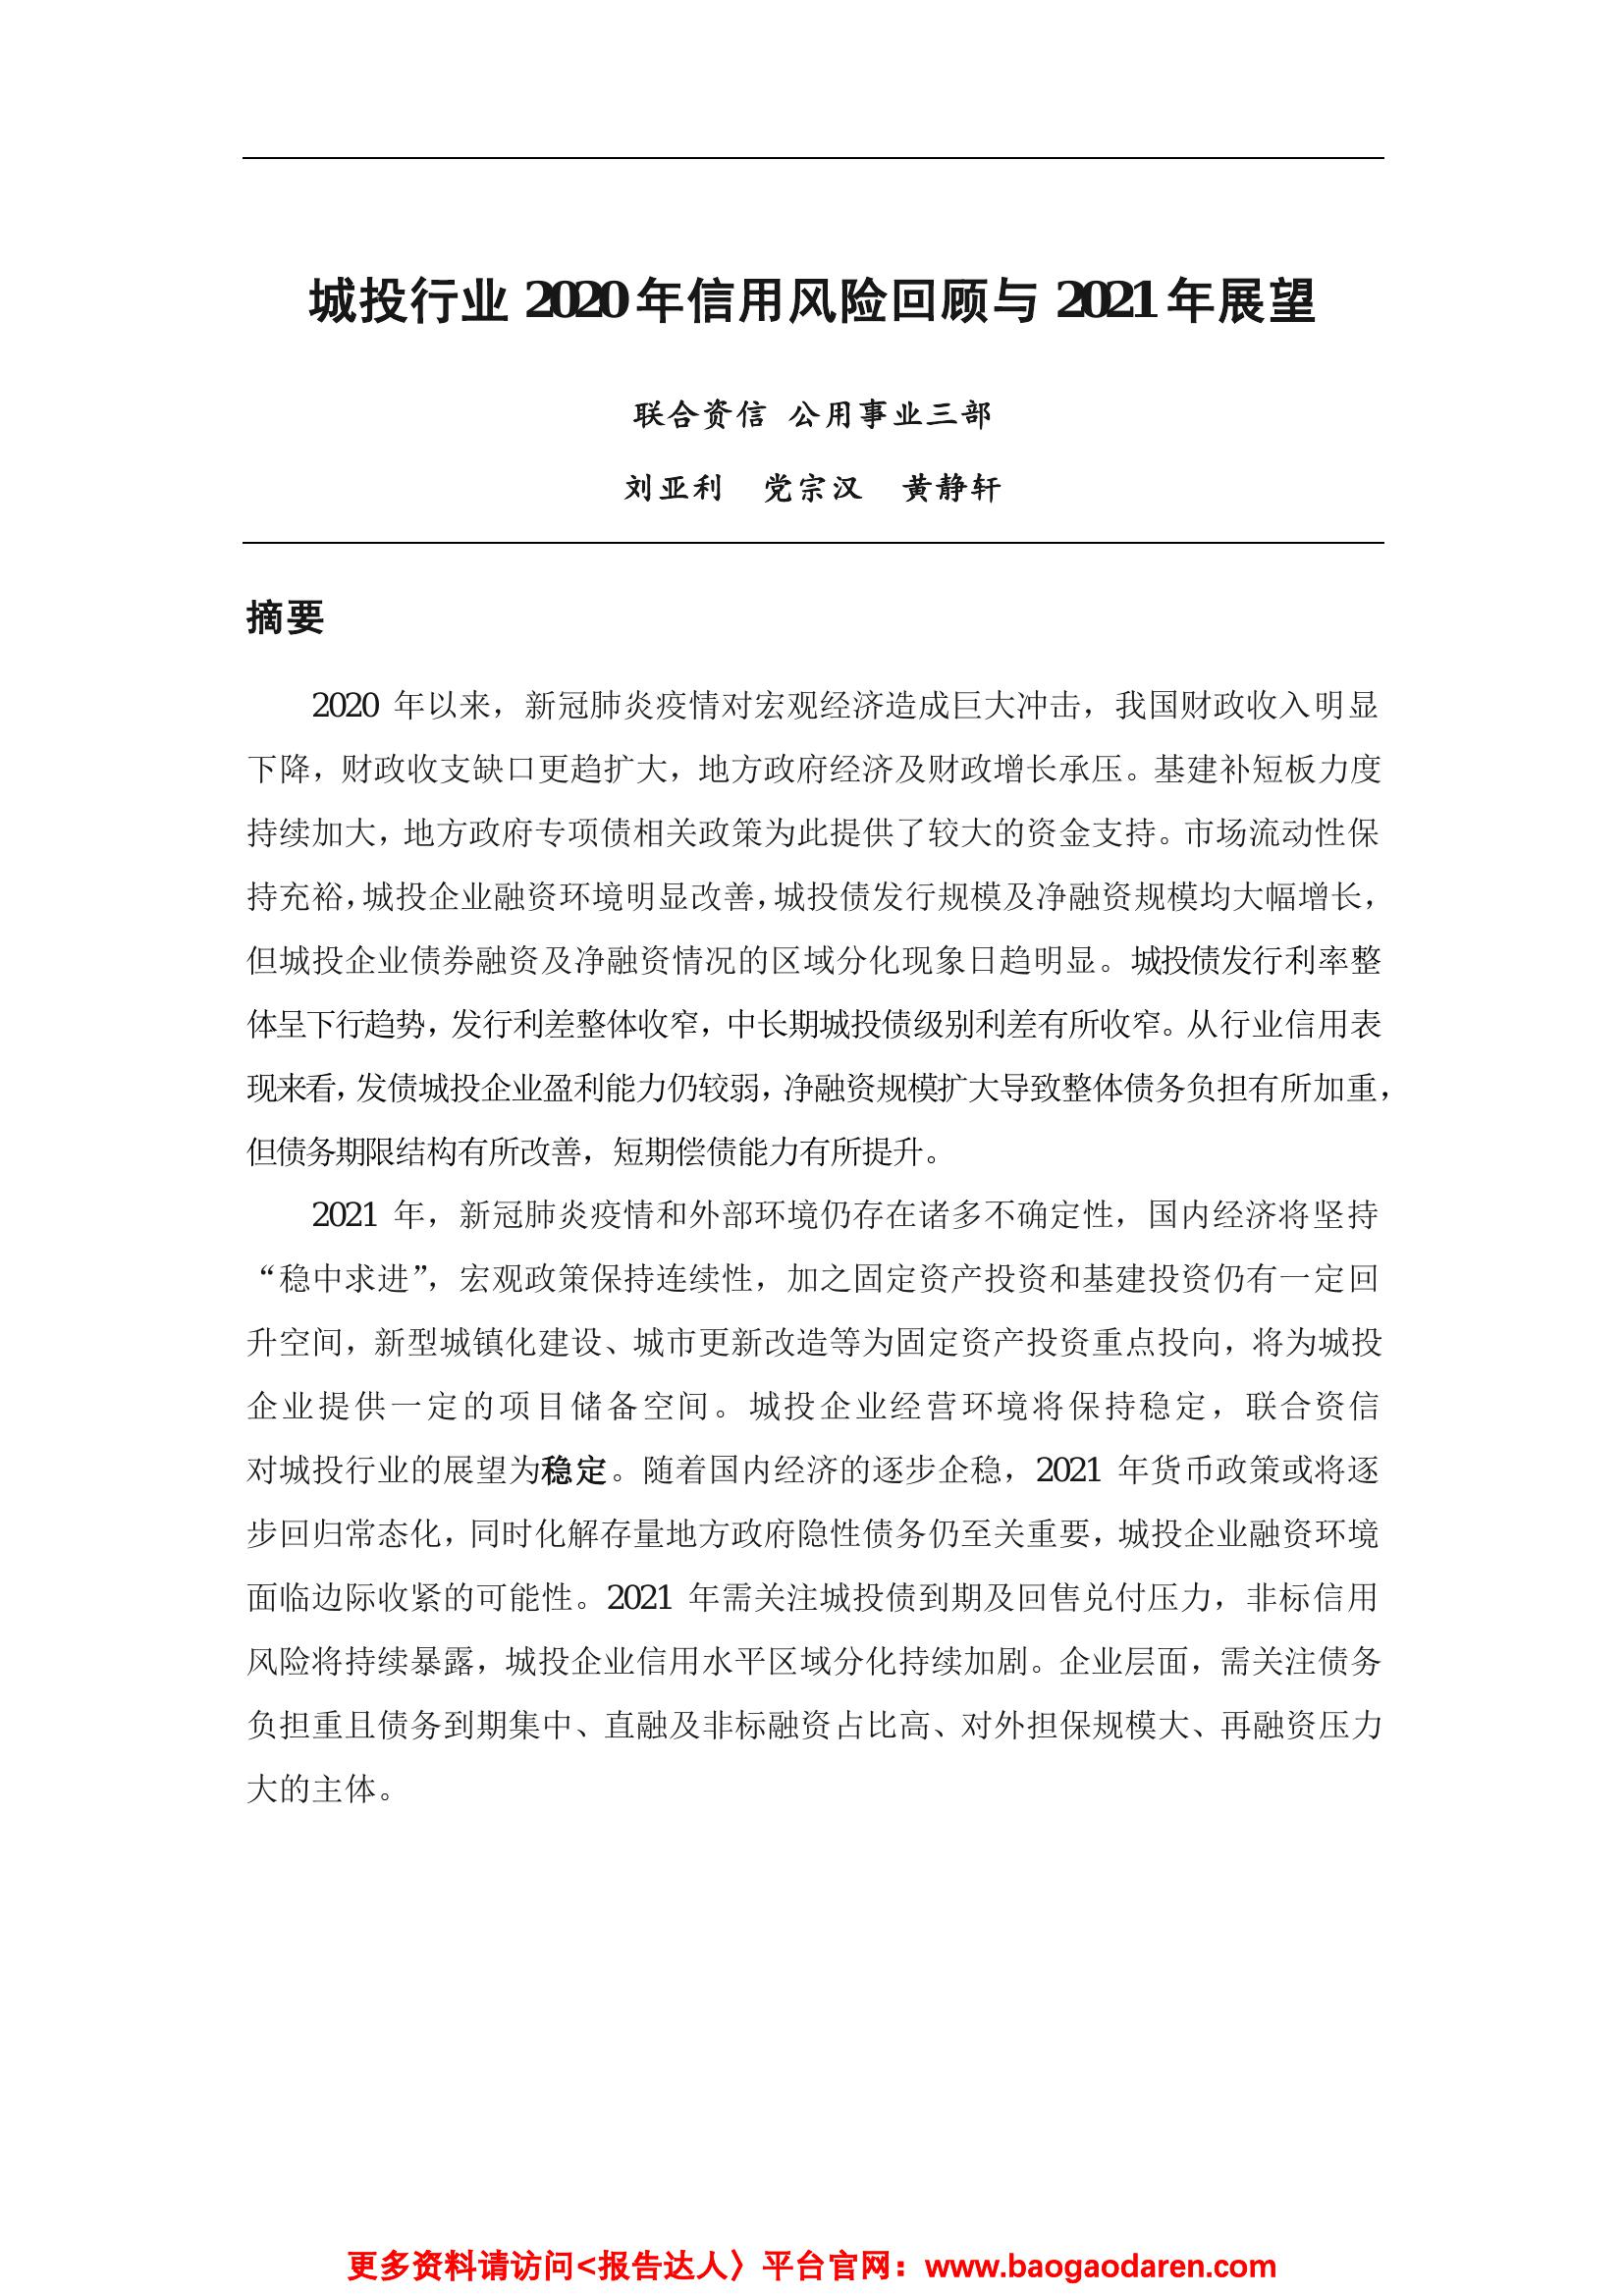 城投行业 2020 年信用风险回顾与 2021 年展望
联合资信 公用事业三部
刘亚利 党宗汉 黄静轩
摘要
2020 年以来，新冠肺炎疫情对宏观经济造成巨大冲击，我国财政收入明显
下降，财政收支缺口更趋扩大，地方政府经济及财政增长承压。基建补短板力度
持续加大，地方政府专项债相关政策为此提供了较大的资金支持。市场流动性保
持充裕，城投企业融资环境明显改善，城投债发行规模及净融资规模均大幅增长，
但城投企业债券融资及净融资情况的区域分化现象日趋明显。城投债发行利率整
体呈下行趋势，发行利差整体收窄，中长期城投债级别利差有所收窄。从行业信用表
现来看，发债城投企业盈利能力仍较弱，净融资规模扩大导致整体债务负担有所加重，
但债务期限结构有所改善，短期偿债能力有所提升。
2021 年，新冠肺炎疫情和外部环境仍存在诸多不确定性，国内经济将坚持
“稳中求进”，宏观政策保持连续性，加之固定资产投资和基建投资仍有一定回
升空间，新型城镇化建设、城市更新改造等为固定资产投资重点投向，将为城投
企业提供一定的项目储备空间。城投企业经营环境将保持稳定，联合资信
对城投行业的展望为稳定。随着国内经济的逐步企稳，2021 年货币政策或将逐
步回归常态化，同时化解存量地方政府隐性债务仍至关重要，城投企业融资环境
面临边际收紧的可能性。2021 年需关注城投债到期及回售兑付压力，非标信用
风险将持续暴露，城投企业信用水平区域分化持续加剧。企业层面，需关注债务
负担重且债务到期集中、直融及非标融资占比高、对外担保规模大、再融资压力
大的主体。
更多资料请访问<报告达人〉平台官网：www.baogaodaren.com